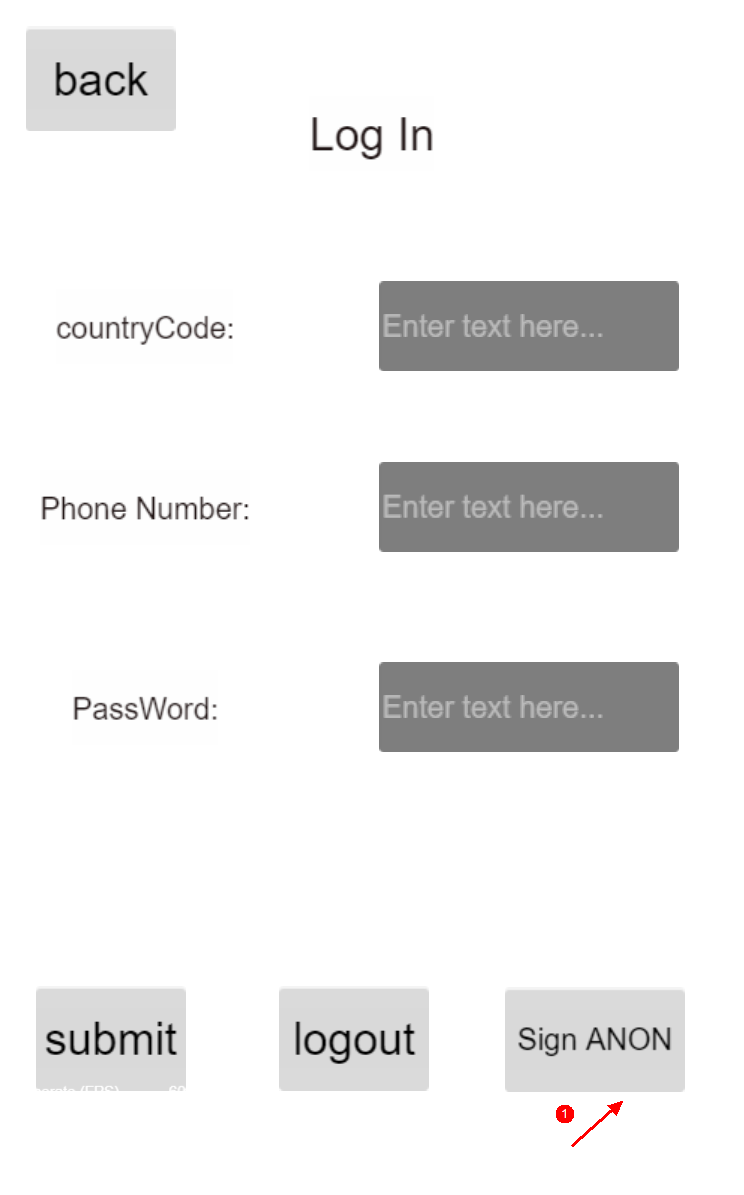 back
Log In
countryCode:
Enter text here...
Phone Number:
Enter text here...
PassWord:
Enter text here...
submit
logout
Sign ANON
(FPS)
1